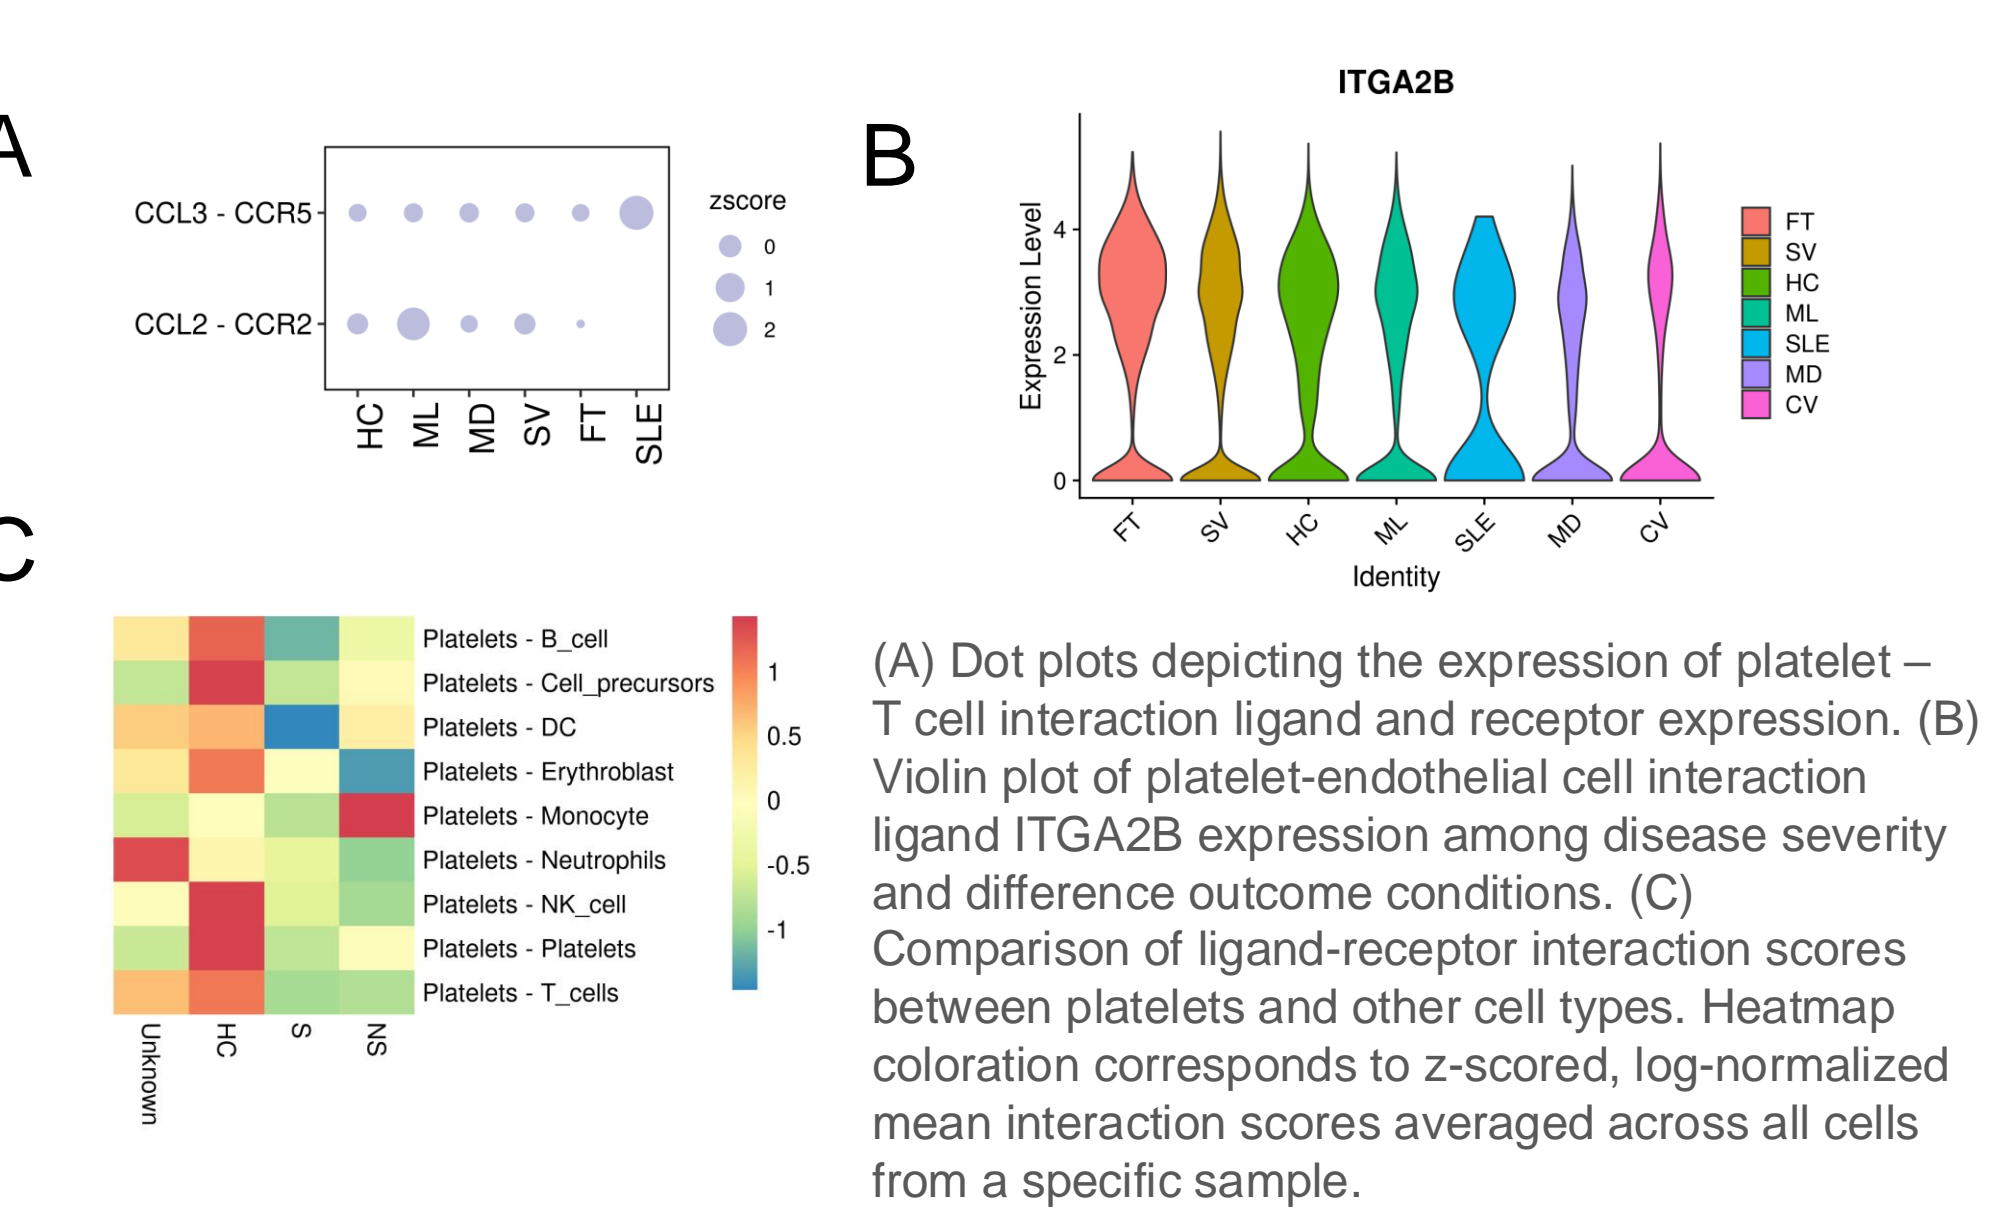 A
CCL3 - CCR5
CCL2 - CCR2
HC
ML
MD
SV
FT
SLE
zscore
0
1
2
B
ITGA2B
Expression Level
4
2
0
FT
SV
HC
ML
SLE
MD
CV
Identity
FT
SV
HC
ML
SLE
MD
CV
C
Platelets - B_cell
Platelets - Cell_precursors
Platelets - DC
Platelets - Erythroblast
Platelets - Monocyte
Platelets - Neutrophils
Platelets - NK_cell
Platelets - Platelets
Platelets - T_cells
Unknown
HC
S
NS
1
0.5
0
-0.5
-1
(A) Dot plots depicting the expression of platelet –
T cell interaction ligand and receptor expression. (B)
Violin plot of platelet-endothelial cell interaction
ligand ITGA2B expression among disease severity
and difference outcome conditions. (C)
Comparison of ligand-receptor interaction scores
between platelets and other cell types. Heatmap
coloration corresponds to z-scored, log-normalized
mean interaction scores averaged across all cells
from a specific sample.